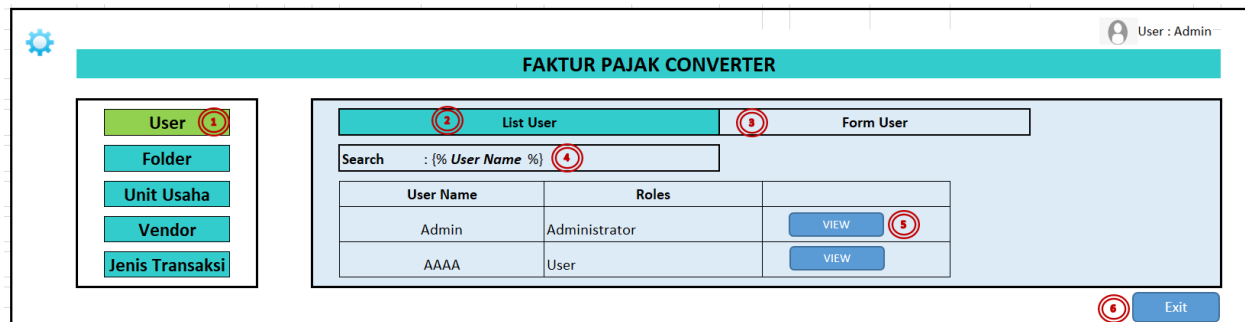 User : Admin
FAKTUR PAJAK CONVERTER
User 1
Folder
Unit Usaha
Vendor
Jenis Transaksi
2 List User 3 Form User
Search : {% User Name %} 4
User Name Roles
Admin Administrator VIEW 5
AAAA User VIEW
6 Exit